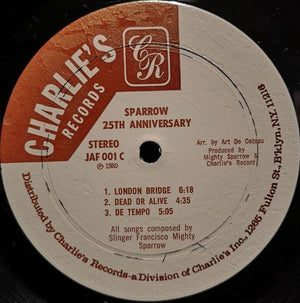 CHARLIE'S
RECORDS
CR
SPARROW
25TH ANNIVERSARY
STEREO
JAF 001 C
℗ 1980
Arr. by Art De Coteau
Produced by
Mighty Sparrow &
Charlie's Record
1. LONDON BRIDGE 6:18
2. DEAD OR ALIVE 4:35
3. DE TEMPO 5:05
All songs composed by
Slinger Francisco Mighty
Sparrow
Distributed by Charlie's Records-a Division of Charlie's Inc. 1265 Fulton St., B'klyn., N.Y. 11216